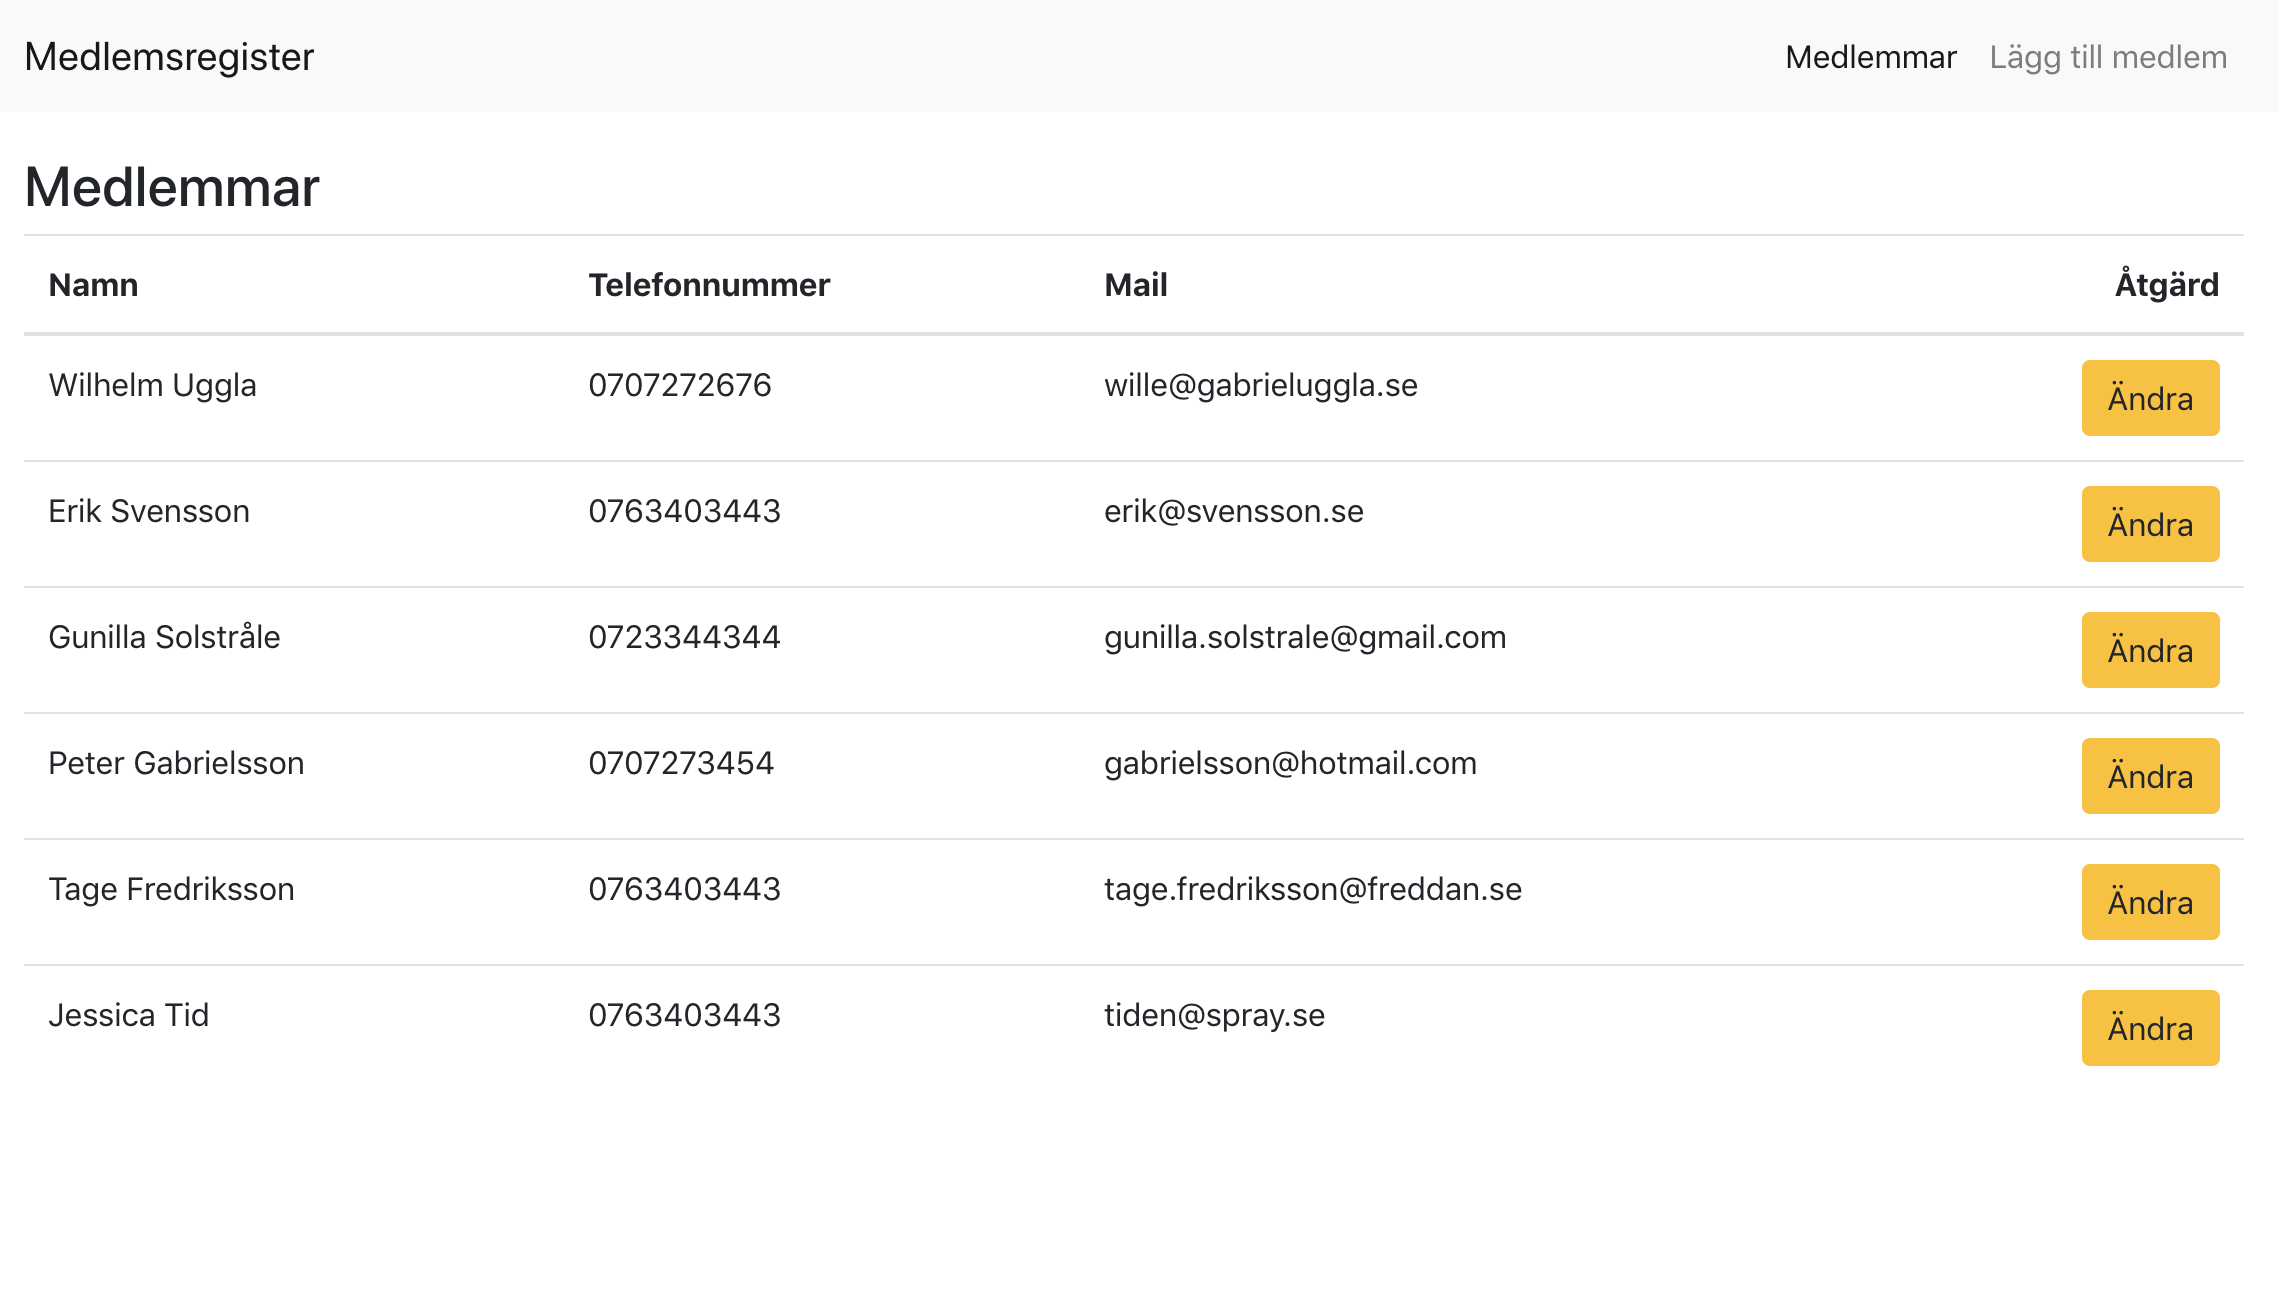 Medlemsregister Medlemmar Lägg till medlem
Medlemmar
Namn Telefonnummer Mail Åtgärd
Wilhelm Uggla 0707272676 wille@gabrieluggla.se Ändra
Erik Svensson 0763403443 erik@svensson.se Ändra
Gunilla Solstråle 0723344344 gunilla.solstrale@gmail.com Ändra
Peter Gabrielsson 0707273454 gabrielsson@hotmail.com Ändra
Tage Fredriksson 0763403443 tage.fredriksson@freddan.se Ändra
Jessica Tid 0763403443 tiden@spray.se Ändra